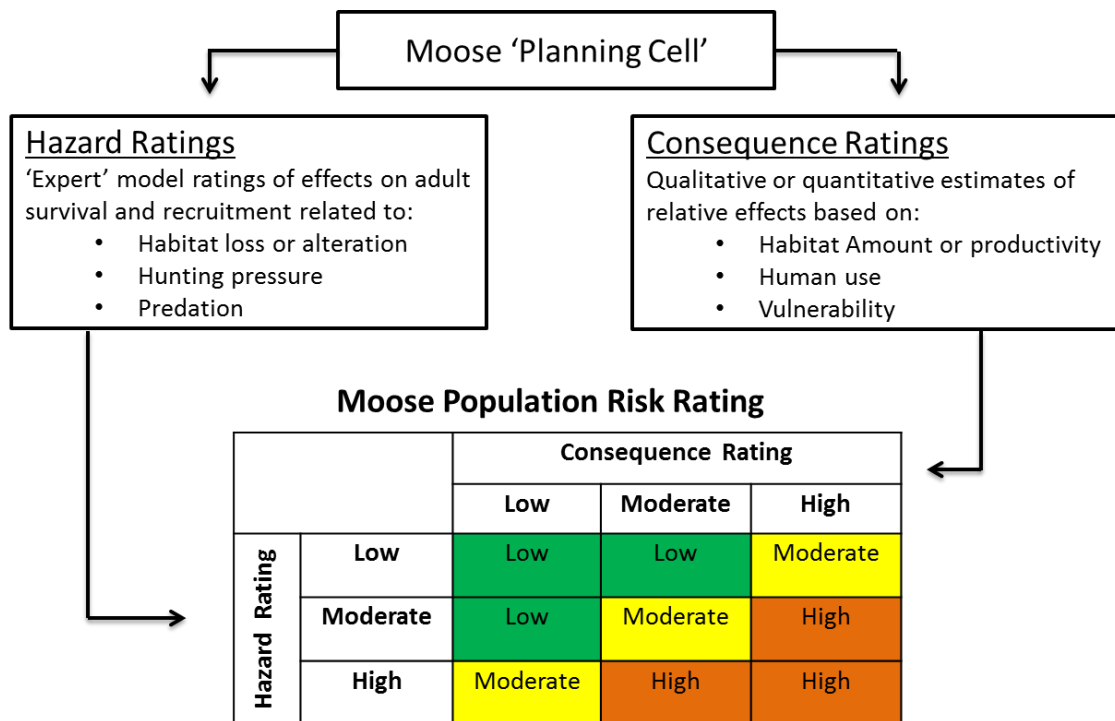 Moose ‘Planning Cell’
Hazard Ratings
‘Expert’ model ratings of effects on adult
survival and recruitment related to:
• Habitat loss or alteration
• Hunting pressure
• Predation
Consequence Ratings
Qualitative or quantitative estimates of
relative effects based on:
• Habitat Amount or productivity
• Human use
• Vulnerability
Moose Population Risk Rating
Consequence Rating
Low Moderate High
Hazard Rating
Low Low Low Moderate
Moderate Low Moderate High
High Moderate High High